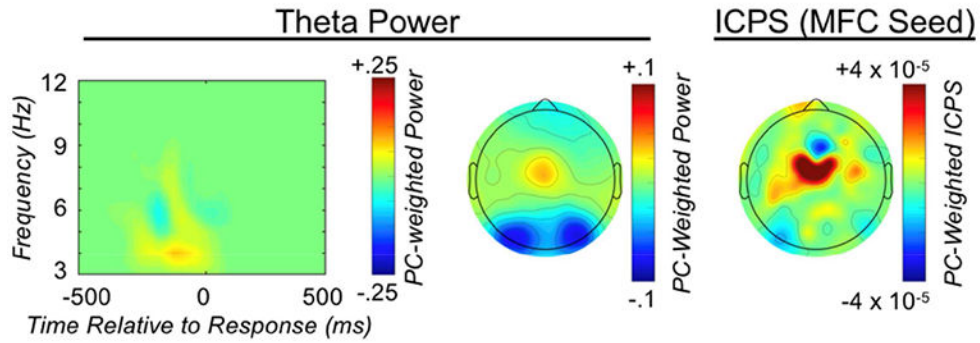 Theta Power
ICPS (MFC Seed)
12
9
6
3
Frequency (Hz)
-500
0
500
Time Relative to Response (ms)
+.25
-.25
PC-weighted Power
+.1
-.1
PC-Weighted Power
+4 x 10-5
-4 x 10-5
PC-Weighted ICPS